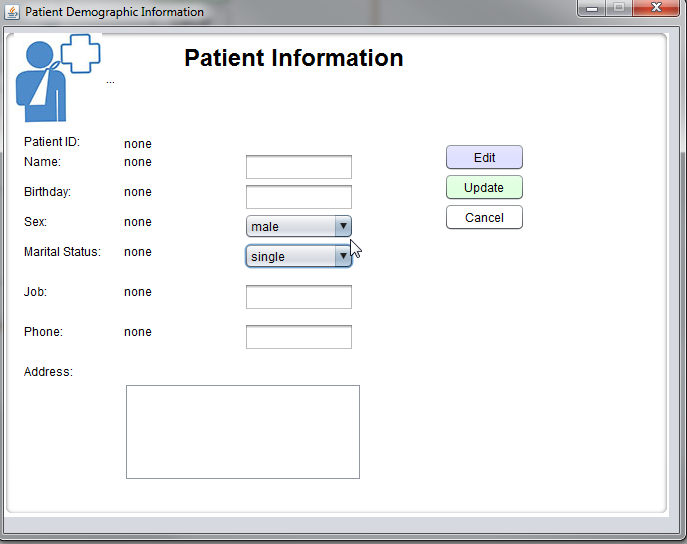 Patient Demographic Information
Patient Information
...
Patient ID: none
Name: none
Edit
Birthday: none
Update
Sex: none male
Cancel
Marital Status: none single
Job: none
Phone: none
Address: